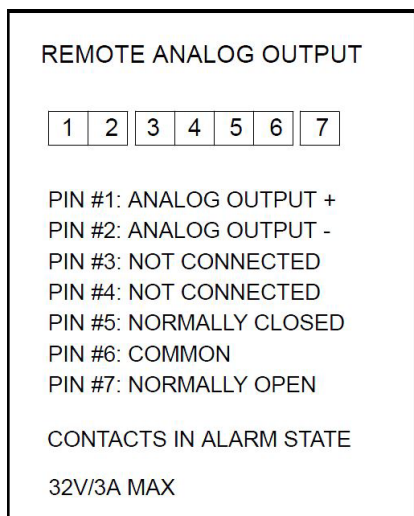 REMOTE ANALOG OUTPUT
1 2 3 4 5 6 7
PIN #1: ANALOG OUTPUT +
PIN #2: ANALOG OUTPUT -
PIN #3: NOT CONNECTED
PIN #4: NOT CONNECTED
PIN #5: NORMALLY CLOSED
PIN #6: COMMON
PIN #7: NORMALLY OPEN
CONTACTS IN ALARM STATE
32V/3A MAX